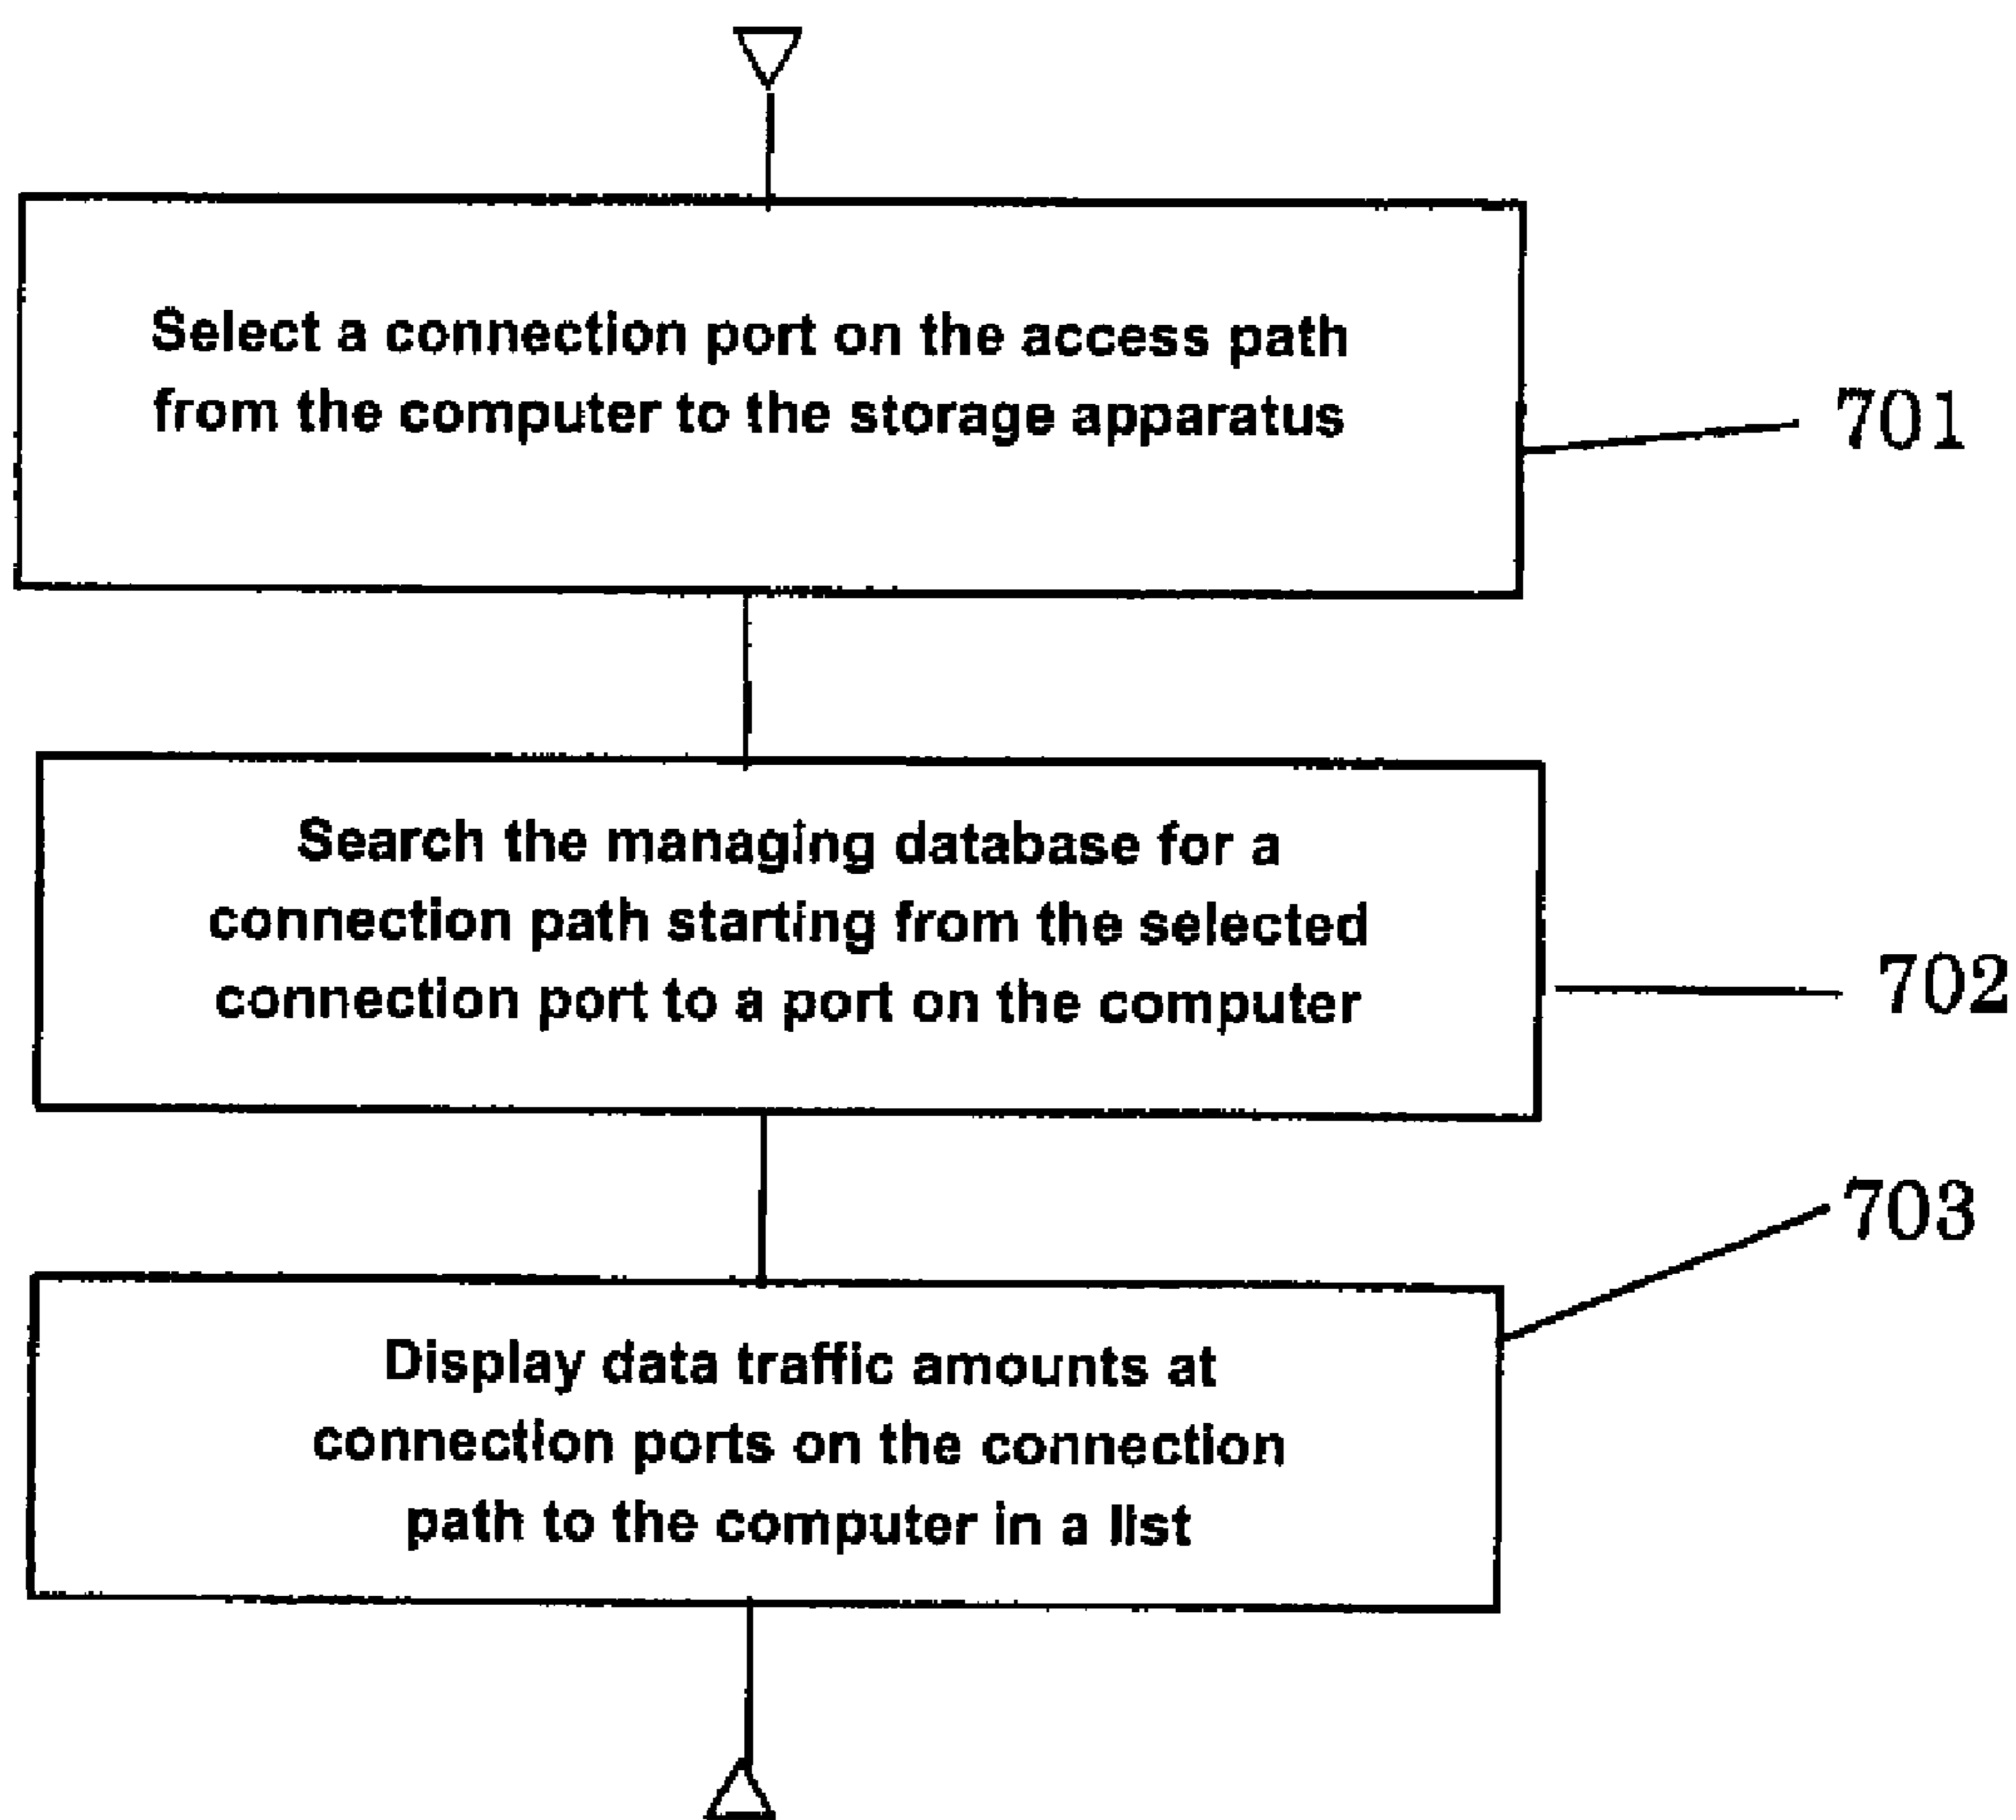 Select a connection port on the access path
from the computer to the storage apparatus
701
Search the managing database for a
connection path starting from the selected
connection port to a port on the computer
702
703
Display data traffic amounts at
connection ports on the connection
path to the computer in a list